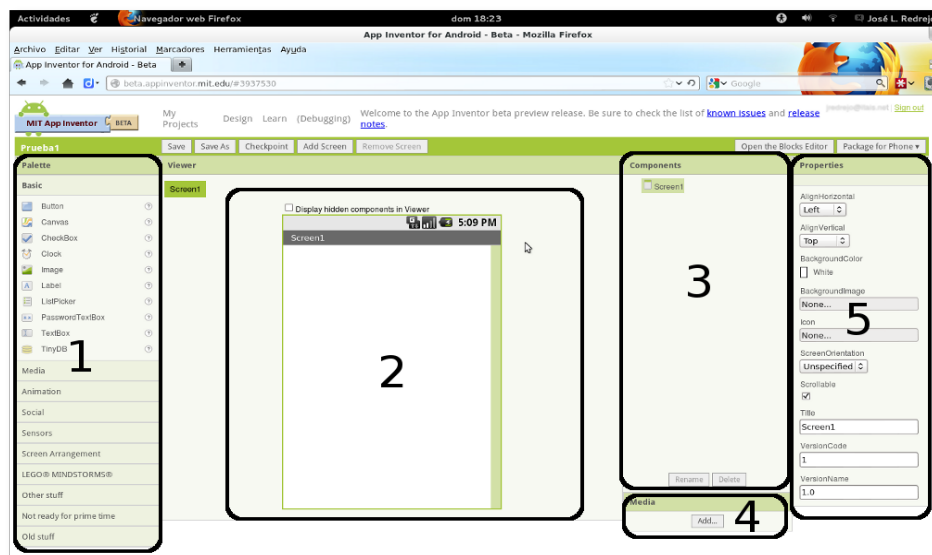 Actividades Navegador web Firefox dom 18:23 José L. Redrejo
App Inventor for Android - Beta - Mozilla Firefox
Archivo Editar Ver Historial Marcadores Herramientas Ayuda
App Inventor for Android - Beta
beta.appinventor.mit.edu/#3937530 Google
MIT App Inventor BETA
My Projects Design Learn (Debugging)
Welcome to the App Inventor beta preview release. Be sure to check the list of known issues and release notes.
Sign out
Prueba1 Save Save As Checkpoint Add Screen Remove Screen Open the Blocks Editor Package for Phone ▾
Palette
Basic
Button
Canvas
CheckBox
Clock
Image
Label
ListPicker
PasswordTextBox
TextBox
TinyDB
1
Media
Animation
Social
Sensors
Screen Arrangement
LEGO® MINDSTORMS®
Other stuff
Not ready for prime time
Old stuff
Viewer
Screen1
Display hidden components in Viewer
5:09 PM
Screen1
2
Components
Screen1
3
Rename Delete
Media
Add...
4
Properties
AlignHorizontal
Left
AlignVertical
Top
BackgroundColor
White
BackgroundImage
None...
5
Icon
None...
ScreenOrientation
Unspecified
Scrollable
Title
Screen1
VersionCode
1
VersionName
1.0